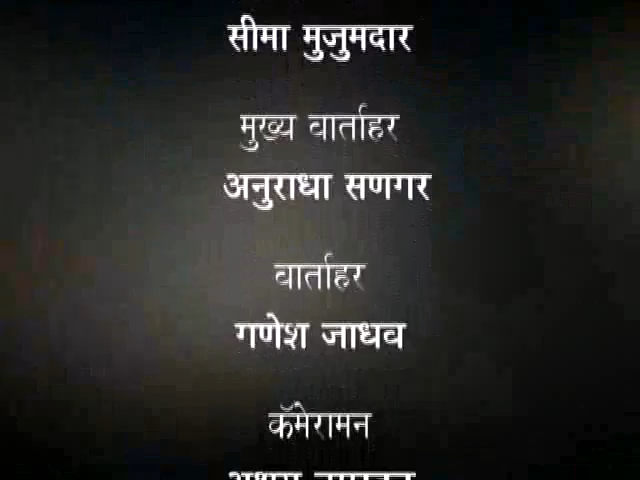 सीमा मुजुमदार
मुख्य वार्ताहर
अनुराधा सणगर
वार्ताहर
गणेश जाधव
कॅमेरामन